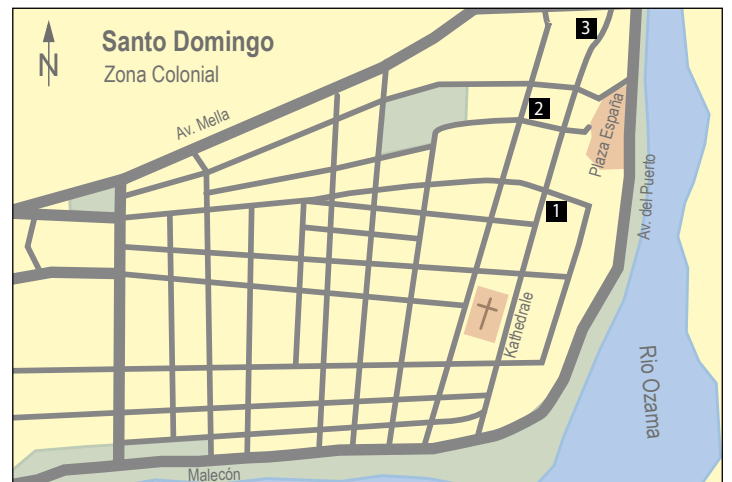 Santo Domingo
Zona Colonial
N
3
Av. Mella
2
Plaza España
1
Av. del Puerto
Kathedrale
Rio Ozama
Malecón